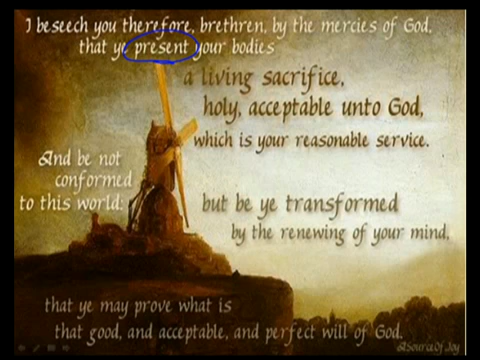 I beseech you therefore, brethren, by the mercies of God,
that ye present your bodies
a living sacrifice,
holy, acceptable unto God,
which is your reasonable service.
And be not
conformed
to this world:
but be ye transformed
by the renewing of your mind,
that ye may prove what is
that good, and acceptable, and perfect will of God.
ASourceOfJoy